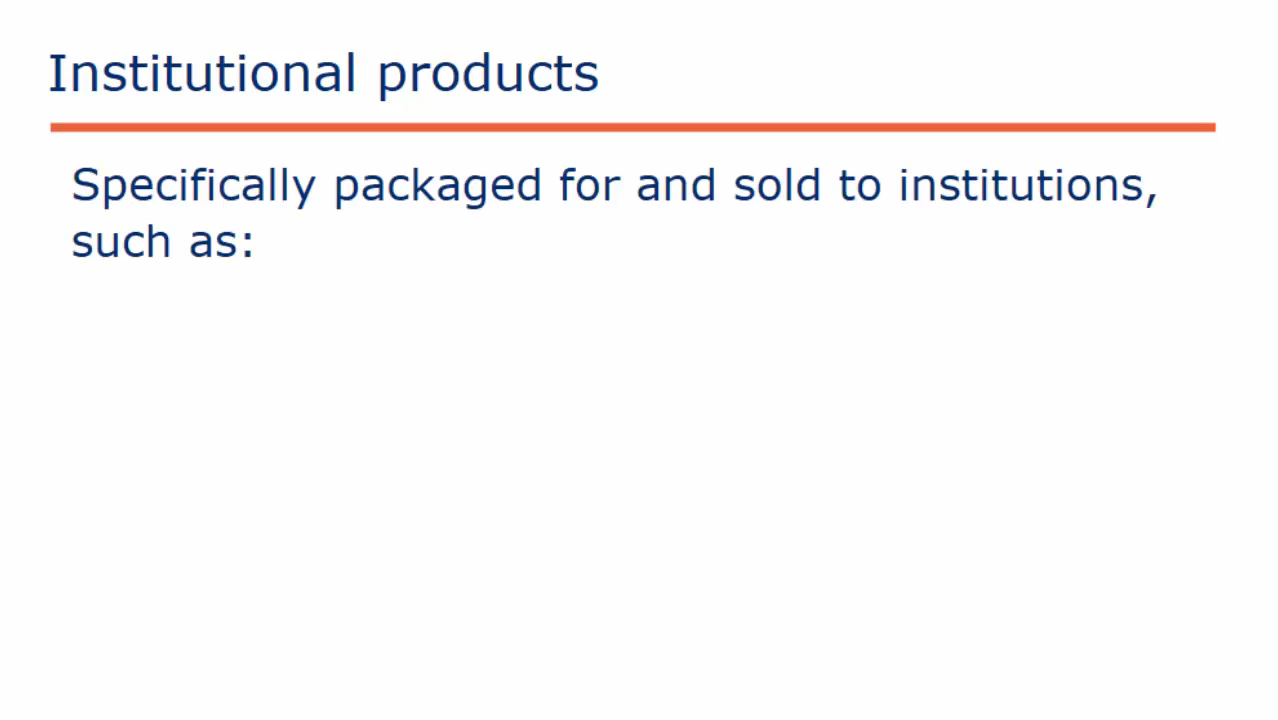 Institutional products
Specifically packaged for and sold to institutions,
such as: